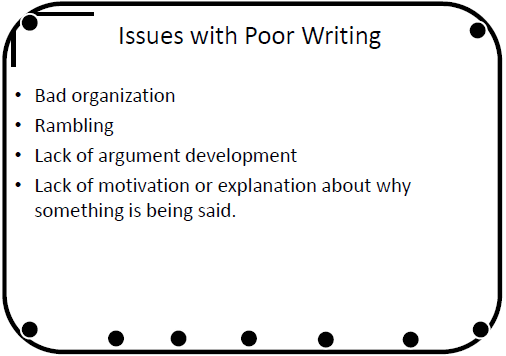 Issues with Poor Writing
• Bad organization
• Rambling
• Lack of argument development
• Lack of motivation or explanation about why
something is being said.